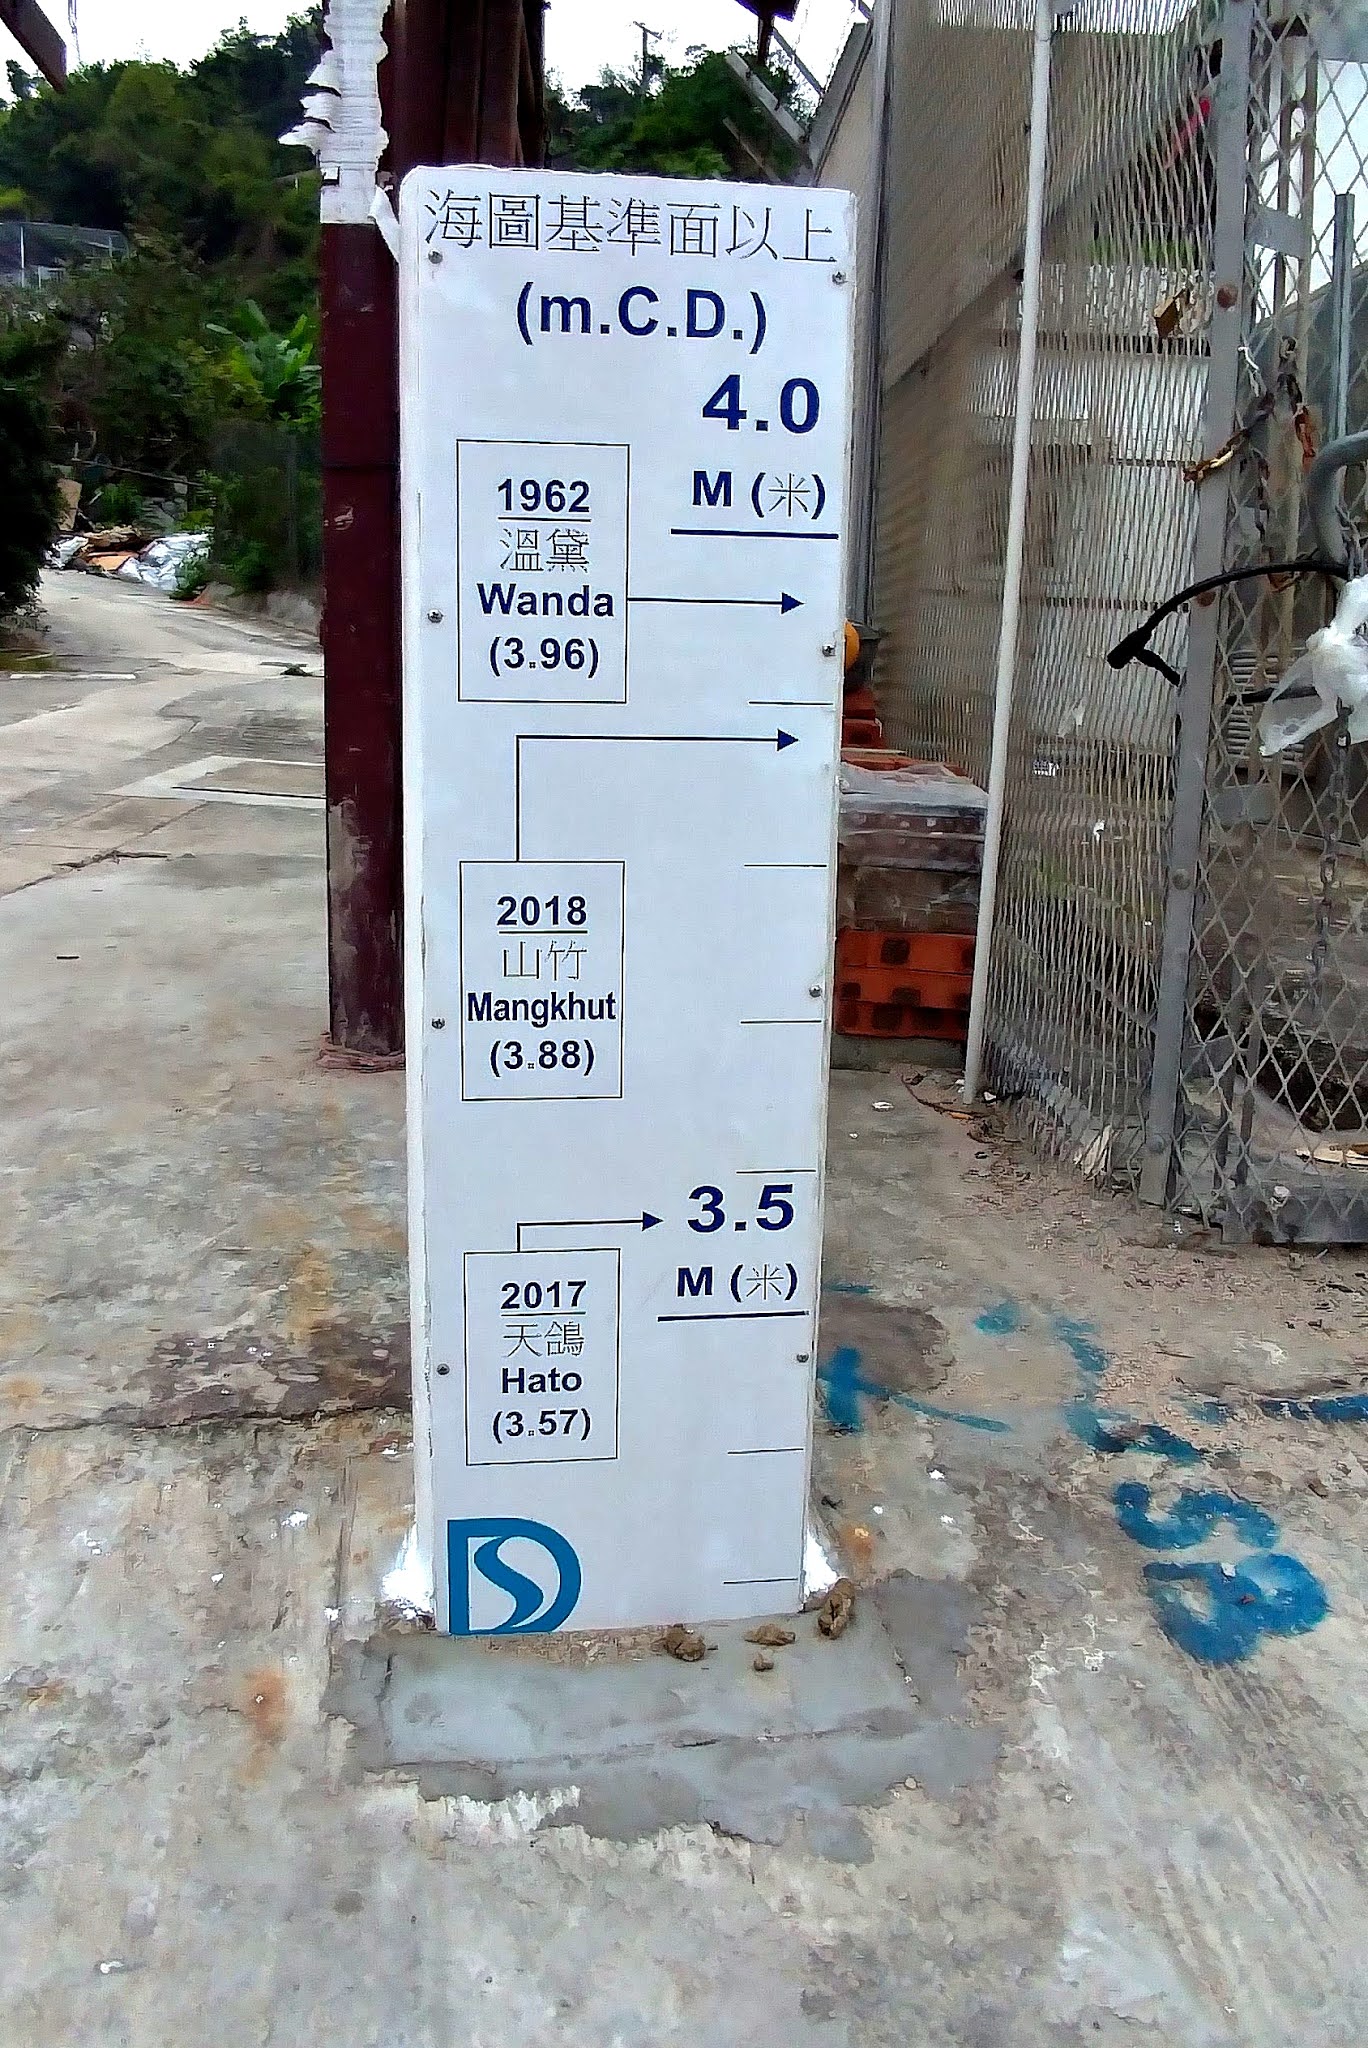 海圖基準面以上
(m.C.D.)
4.0
M (米)
1962
溫黛
Wanda
(3.96)
2018
山竹
Mangkhut
(3.88)
3.5
M (米)
2017
天鴿
Hato
(3.57)